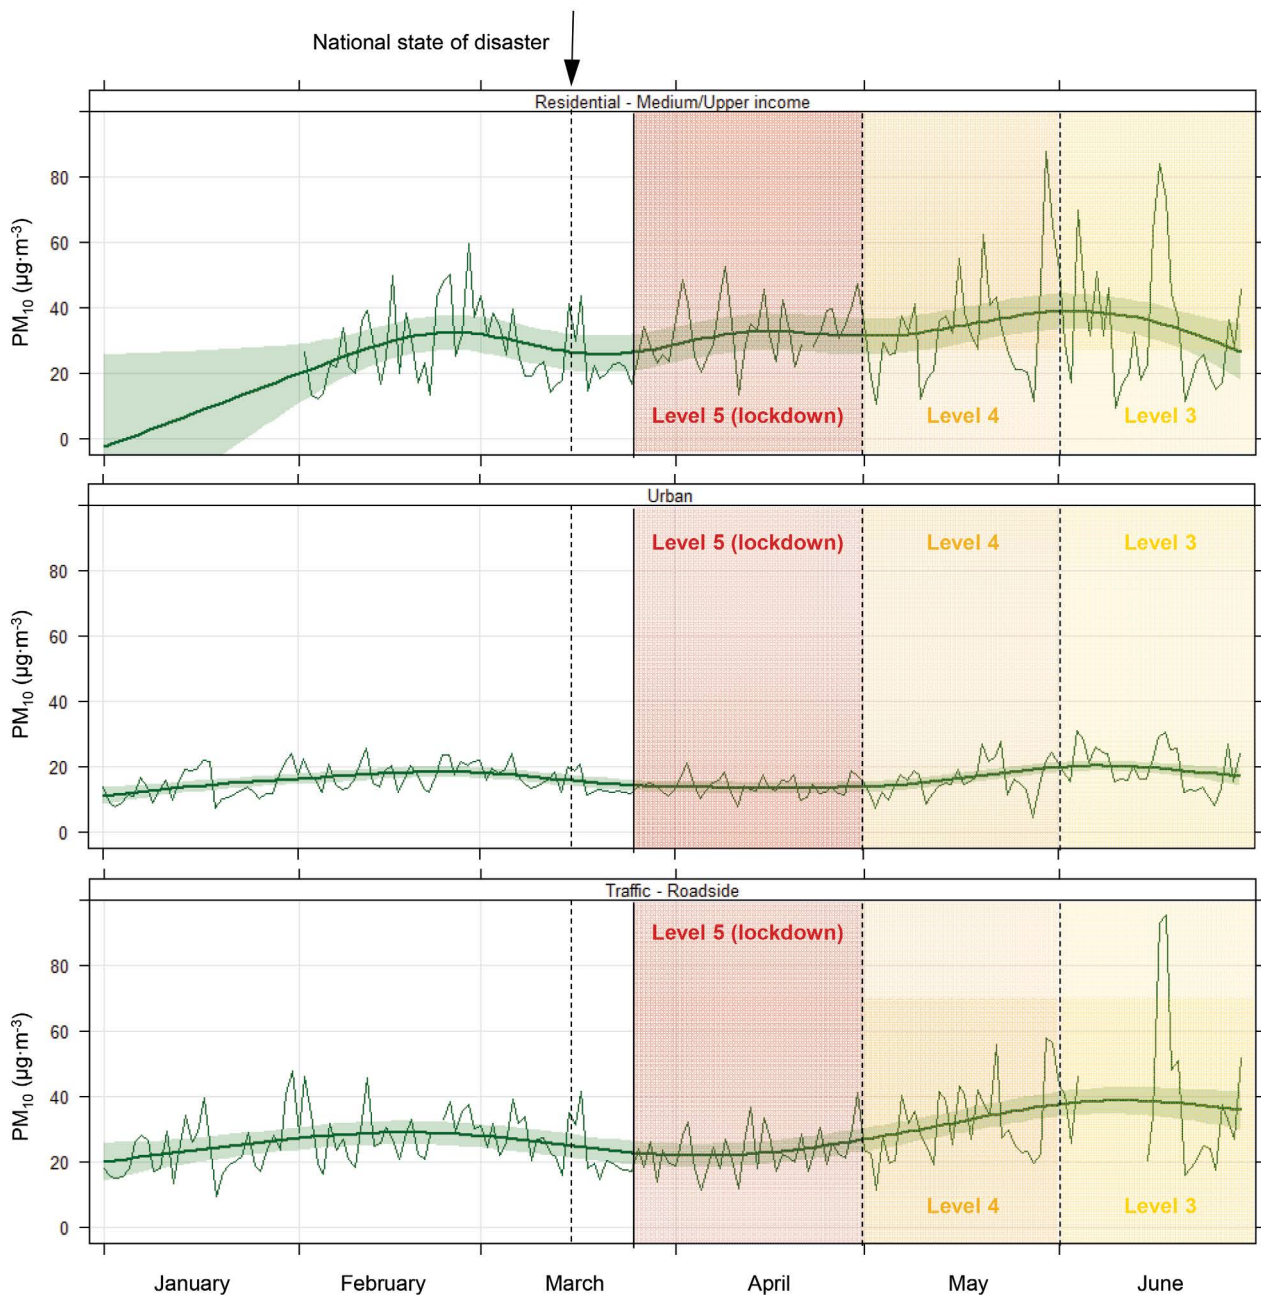 National state of disaster
Residential - Medium/Upper income
PM₁₀ (µg·m⁻³)
80
60
40
20
0
Level 5 (lockdown)
Level 4
Level 3
Urban
PM₁₀ (µg·m⁻³)
Level 5 (lockdown)
Level 4
Level 3
80
60
40
20
0
Traffic - Roadside
PM₁₀ (µg·m⁻³)
Level 5 (lockdown)
80
60
40
20
0
Level 4
Level 3
January
February
March
April
May
June